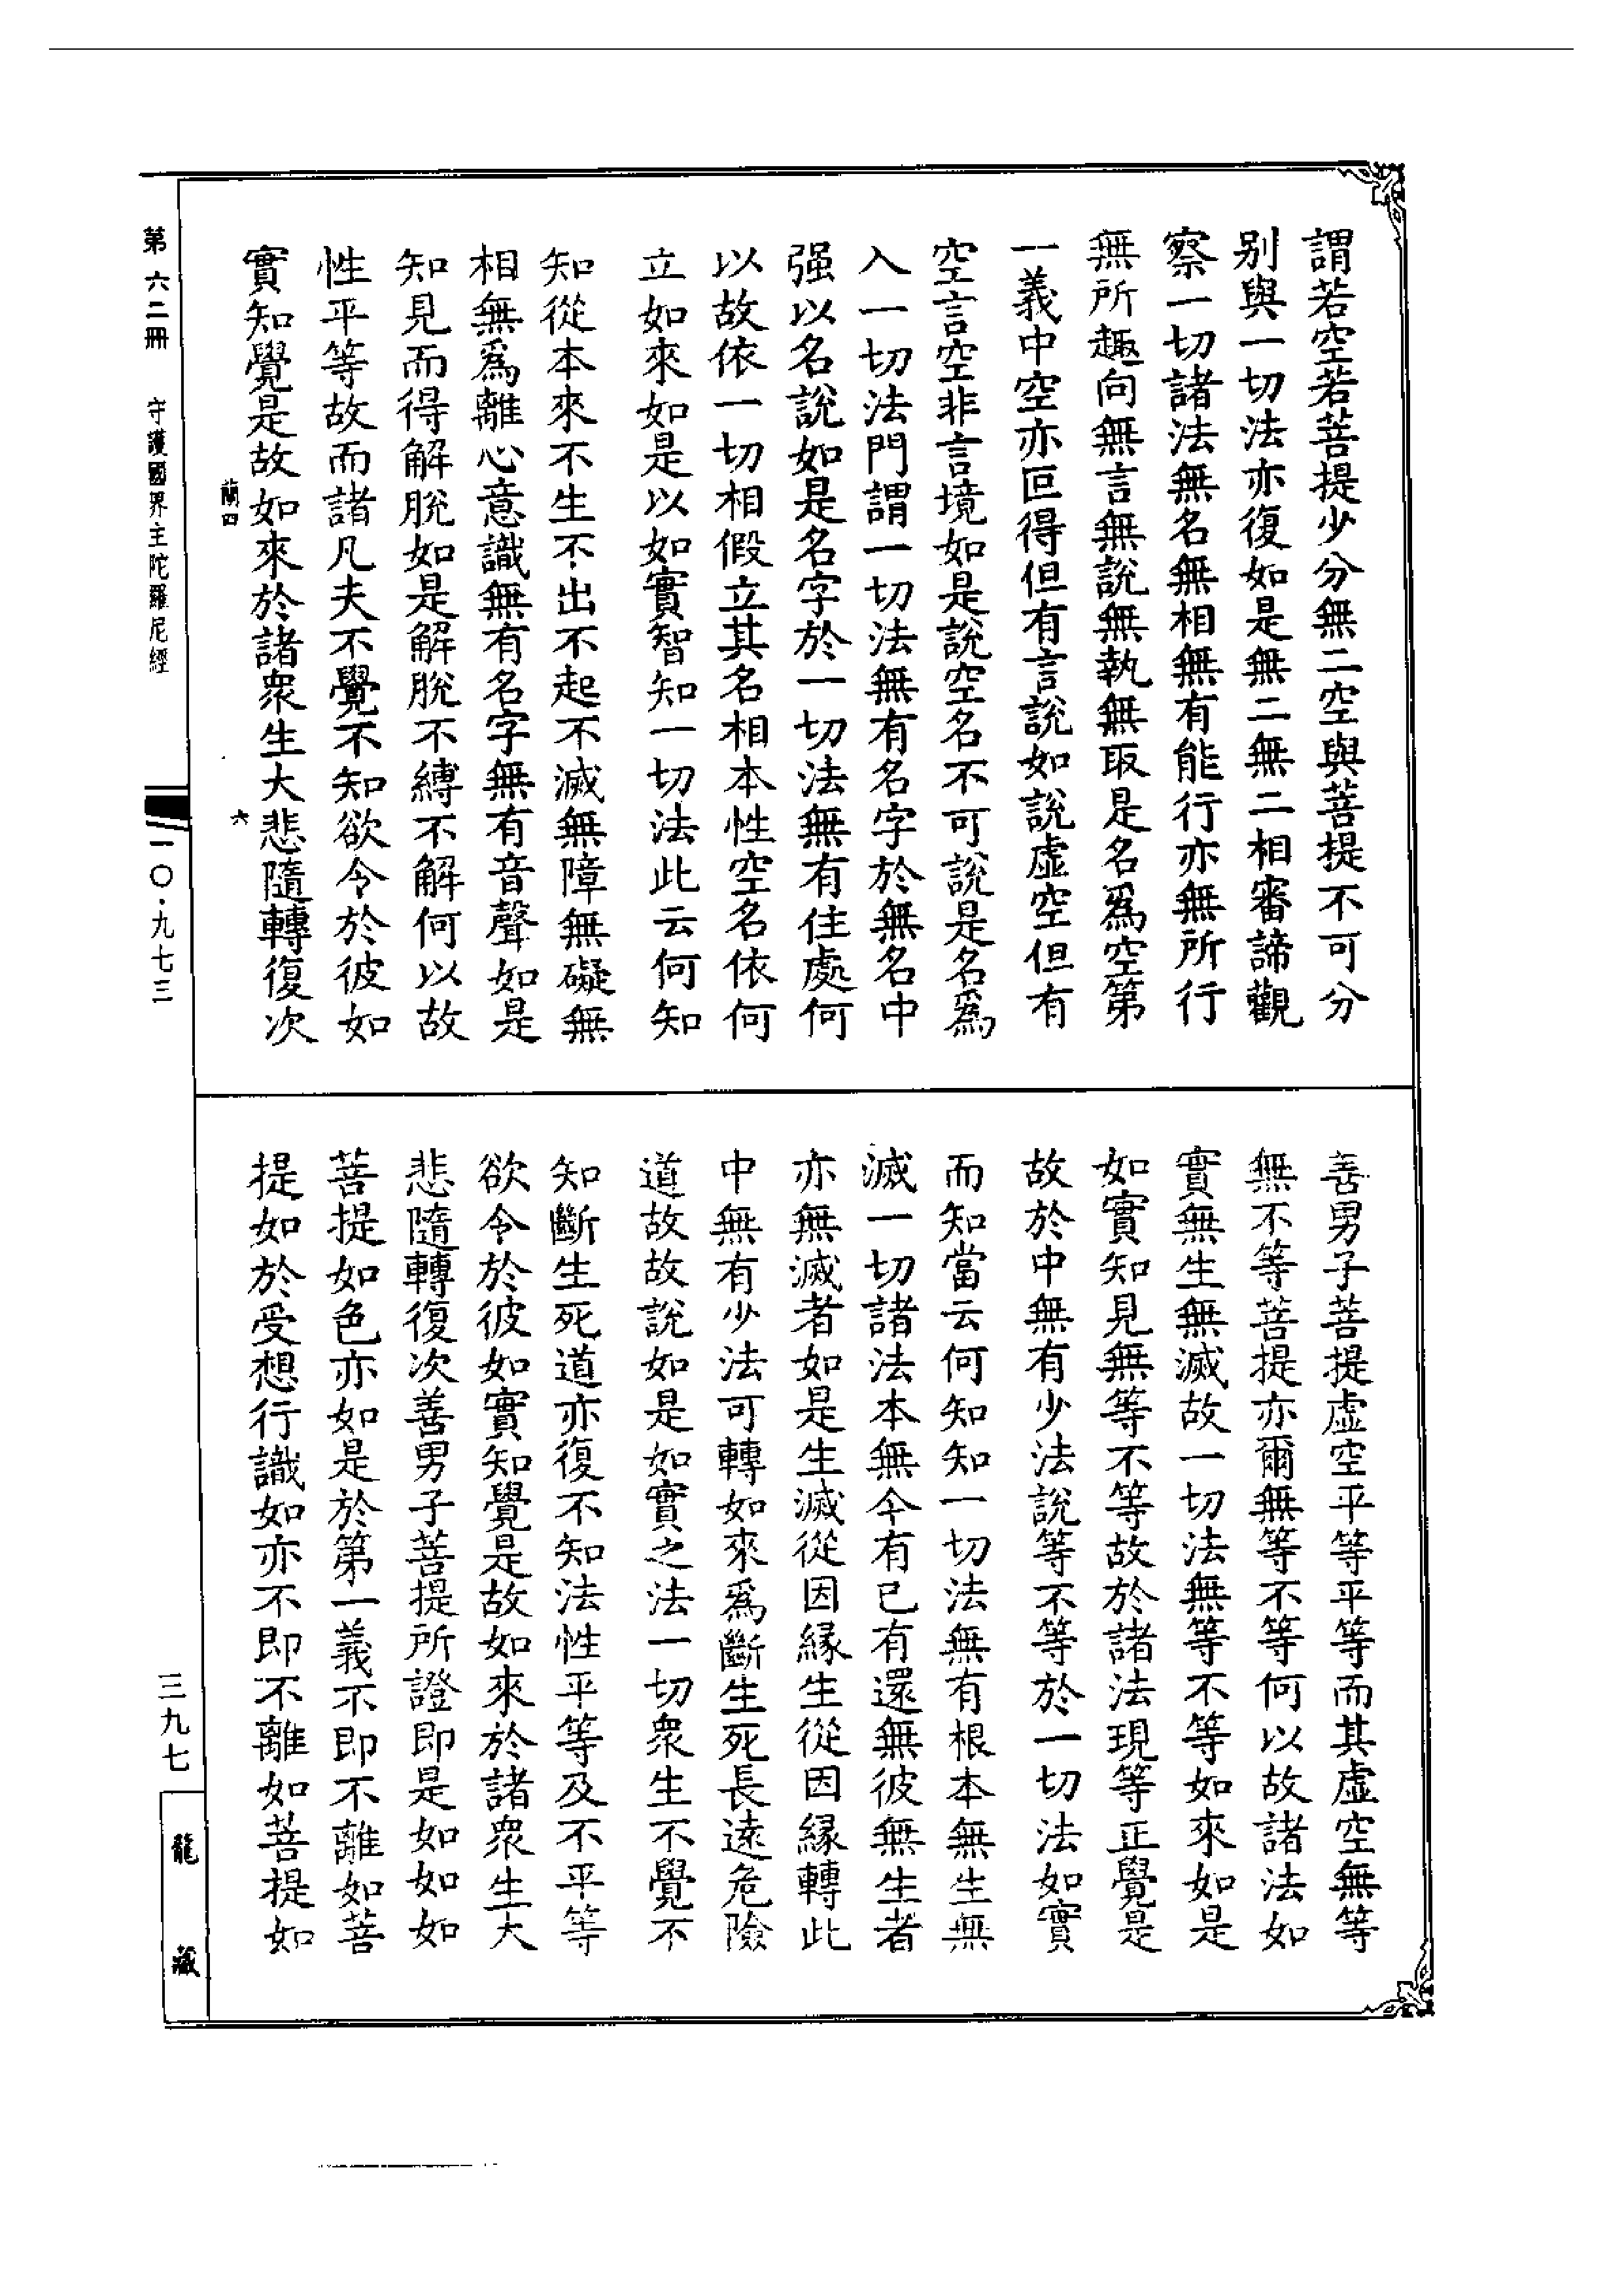 謂若空若菩提少分無二空與菩提不可分
别與一切法亦復如是無二無二相審諦觀
察一切諸法無名無相無有能行亦無所行
無所趣向無言無説無執無取是名爲空第
一義中空亦叵得但有言説如説虚空但有
空言空非言境如是説空名不可説是名爲
入一切法門謂一切法無有名字於無名中
强以名説如是名字於一切法無有住處何
以故依一切相假立其名相本性空名依何
立如來如是以如實智知一切法此云何知
知從本來不生不出不起不滅無障無礙無
相無爲離心意識無有名字無有音聲如是
知見而得解脱如是解脱不縛不解何以故
性平等故而諸凡夫不覺不知欲令於彼如
實知覺是故如來於諸衆生大悲隨轉復次
蘭四
六
善男子菩提虚空平等平等而其虚空無等
無不等菩提亦爾無等不等何以故諸法如
實無生無滅故一切法無等不等如來如是
如實知見無等不等故於諸法現等正覺是
故於中無有少法説等不等於一切法如實
而知當云何知知一切法無有根本無生無
滅一切諸法本無今有已有還無彼無生者
亦無滅者如是生滅從因縁生從因縁轉此
中無有少法可轉如來爲斷生死長遠危險
道故故説如是如實之法一切衆生不覺不
知斷生死道亦復不知法性平等及不平等
欲令於彼如實知覺是故如來於諸衆生大
悲隨轉復次善男子菩提所證即是如如如
菩提如色亦如是於第一義不即不離如菩
提如於受想行識如亦不即不離如菩提如
第六二冊　守護國界主陀羅尼經
一〇·九七三
三九七
龍藏